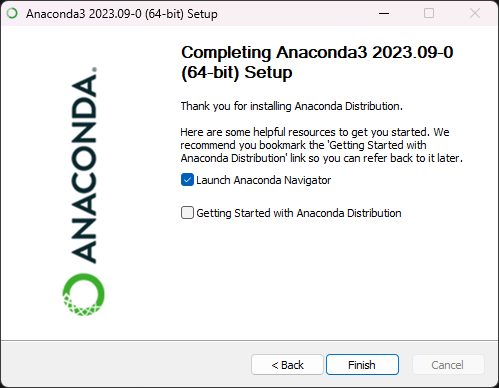 Anaconda3 2023.09-0 (64-bit) Setup
Completing Anaconda3 2023.09-0
(64-bit) Setup
Thank you for installing Anaconda Distribution.
Here are some helpful resources to get you started. We
recommend you bookmark the 'Getting Started with
Anaconda Distribution' link so you can refer back to it later.
Launch Anaconda Navigator
Getting Started with Anaconda Distribution
ANACONDA.
< Back
Finish
Cancel